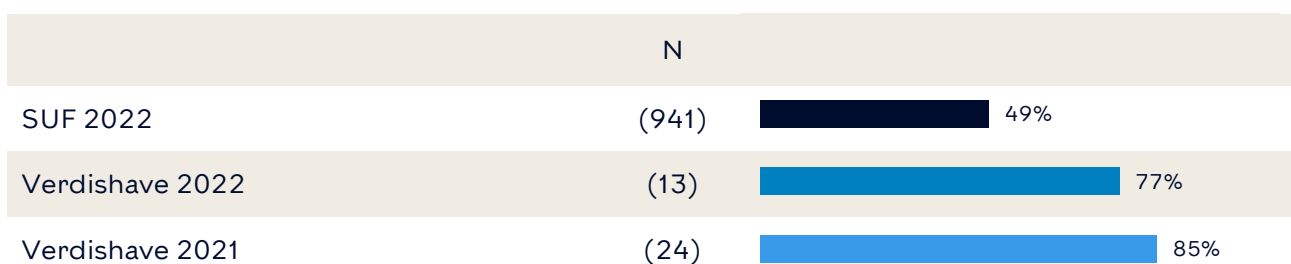 N
SUF 2022 (941) 49%
Verdishave 2022 (13) 77%
Verdishave 2021 (24) 85%